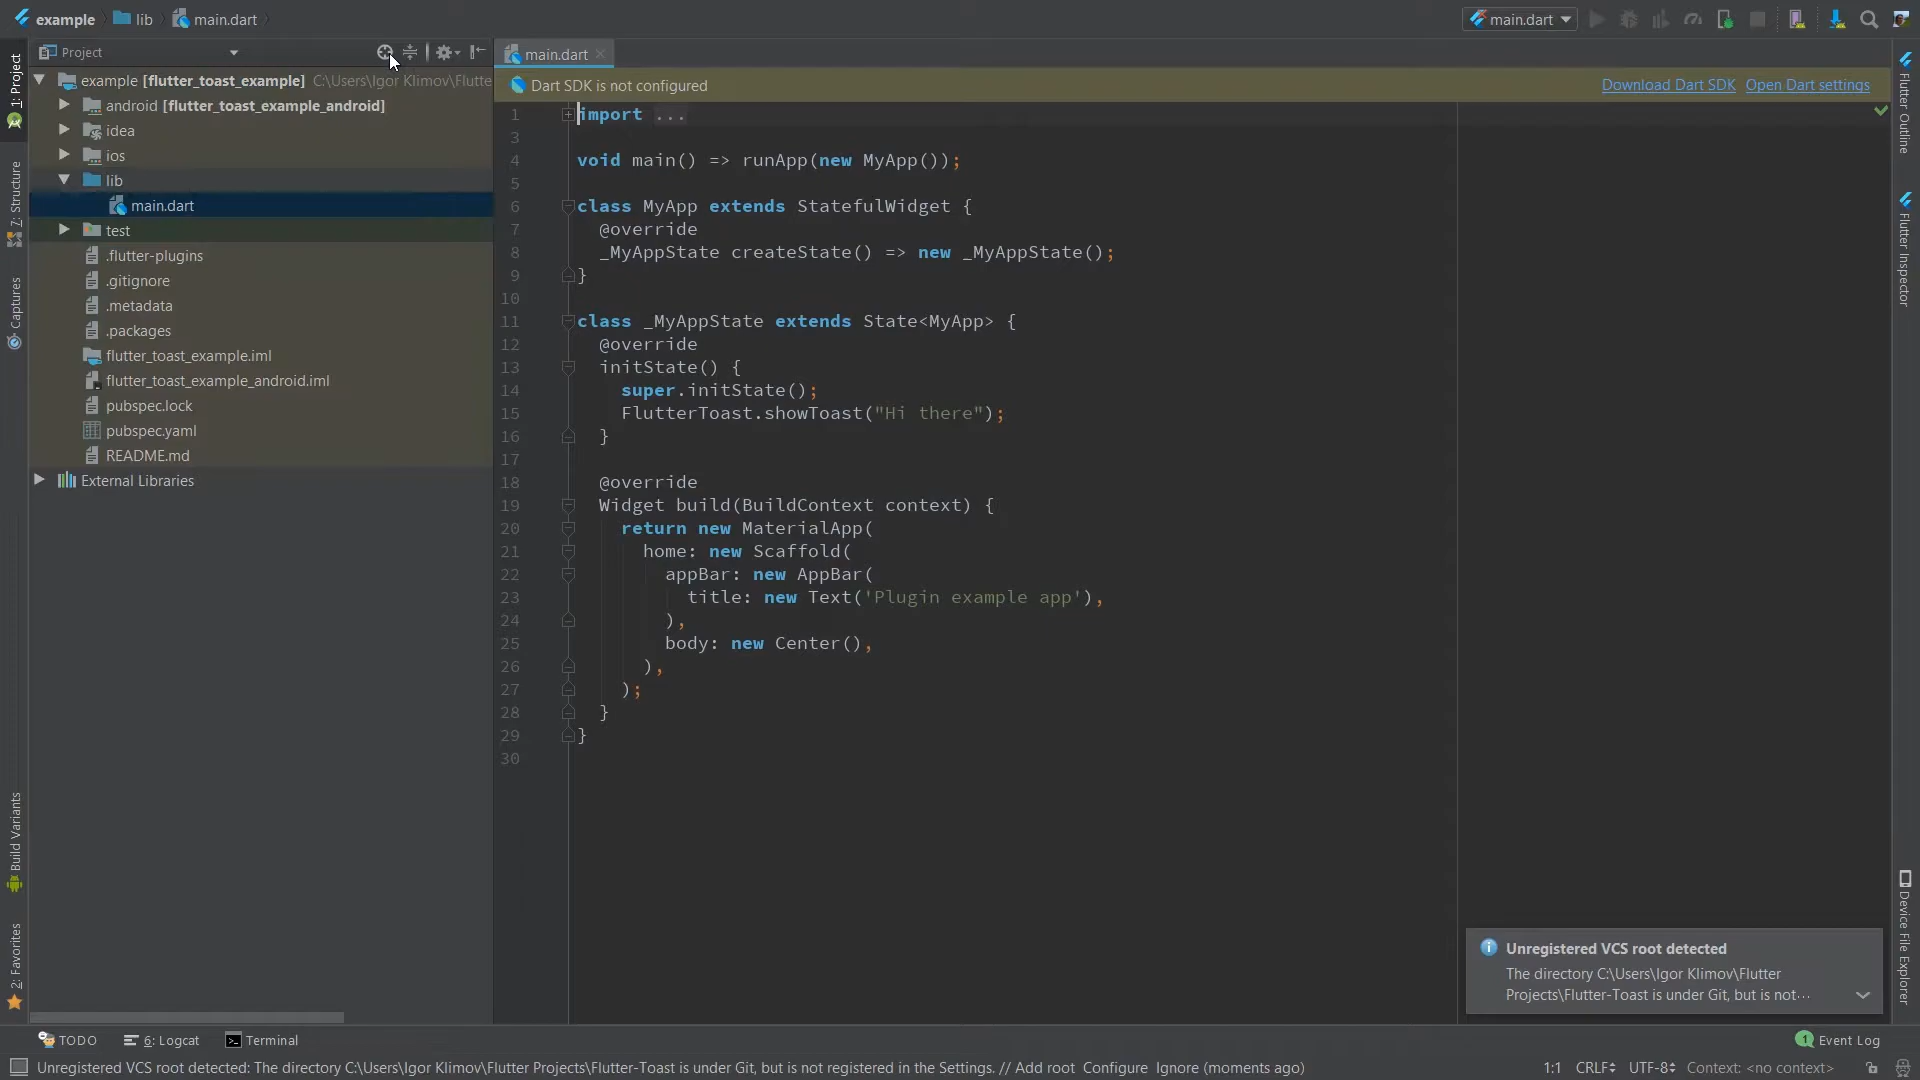 example lib main.dart
main.dart
1: Project
7: Structure
Captures
Build Variants
2: Favorites
Project
example [flutter_toast_example] C:\Users\Igor Klimov\Flutte
android [flutter_toast_example_android]
idea
ios
lib
main.dart
test
.flutter-plugins
.gitignore
.metadata
.packages
flutter_toast_example.iml
flutter_toast_example_android.iml
pubspec.lock
pubspec.yaml
README.md
External Libraries
main.dart
Dart SDK is not configured
Download Dart SDK Open Dart settings
1 import ...
3
4 void main() => runApp(new MyApp());
5
6 class MyApp extends StatefulWidget {
7 @override
8 _MyAppState createState() => new _MyAppState();
9 }
10
11 class _MyAppState extends State<MyApp> {
12 @override
13 initState() {
14 super.initState();
15 FlutterToast.showToast("Hi there");
16 }
17
18 @override
19 Widget build(BuildContext context) {
20 return new MaterialApp(
21 home: new Scaffold(
22 appBar: new AppBar(
23 title: new Text('Plugin example app'),
24 ),
25 body: new Center(),
26 ),
27 );
28 }
29 }
30
Flutter Outline
Flutter Inspector
Device File Explorer
Unregistered VCS root detected
The directory C:\Users\Igor Klimov\Flutter
Projects\Flutter-Toast is under Git, but is not...
TODO 6: Logcat Terminal
1 Event Log
Unregistered VCS root detected: The directory C:\Users\Igor Klimov\Flutter Projects\Flutter-Toast is under Git, but is not registered in the Settings. // Add root Configure Ignore (moments ago)
1:1 CRLF UTF-8 Context: <no context>